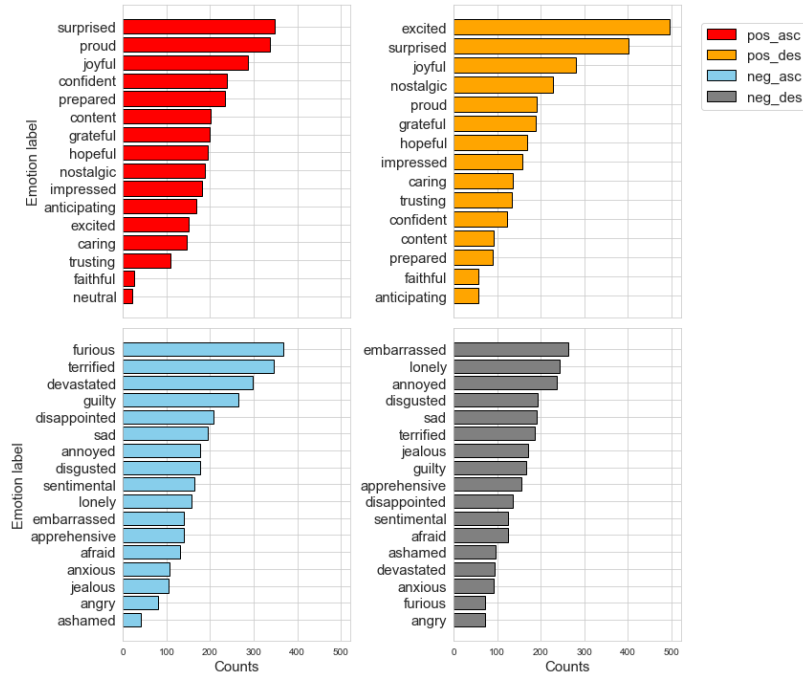 surprised
proud
joyful
confident
prepared
content
grateful
hopeful
nostalgic
impressed
anticipating
excited
caring
trusting
faithful
neutral
Emotion label
excited
surprised
joyful
nostalgic
proud
grateful
hopeful
impressed
caring
trusting
confident
content
prepared
faithful
anticipating
pos_asc
pos_des
neg_asc
neg_des
furious
terrified
devastated
guilty
disappointed
sad
annoyed
disgusted
sentimental
lonely
embarrassed
apprehensive
afraid
anxious
jealous
angry
ashamed
Emotion label
0 100 200 300 400 500
Counts
embarrassed
lonely
annoyed
disgusted
sad
terrified
jealous
guilty
apprehensive
disappointed
sentimental
afraid
ashamed
devastated
anxious
furious
angry
0 100 200 300 400 500
Counts